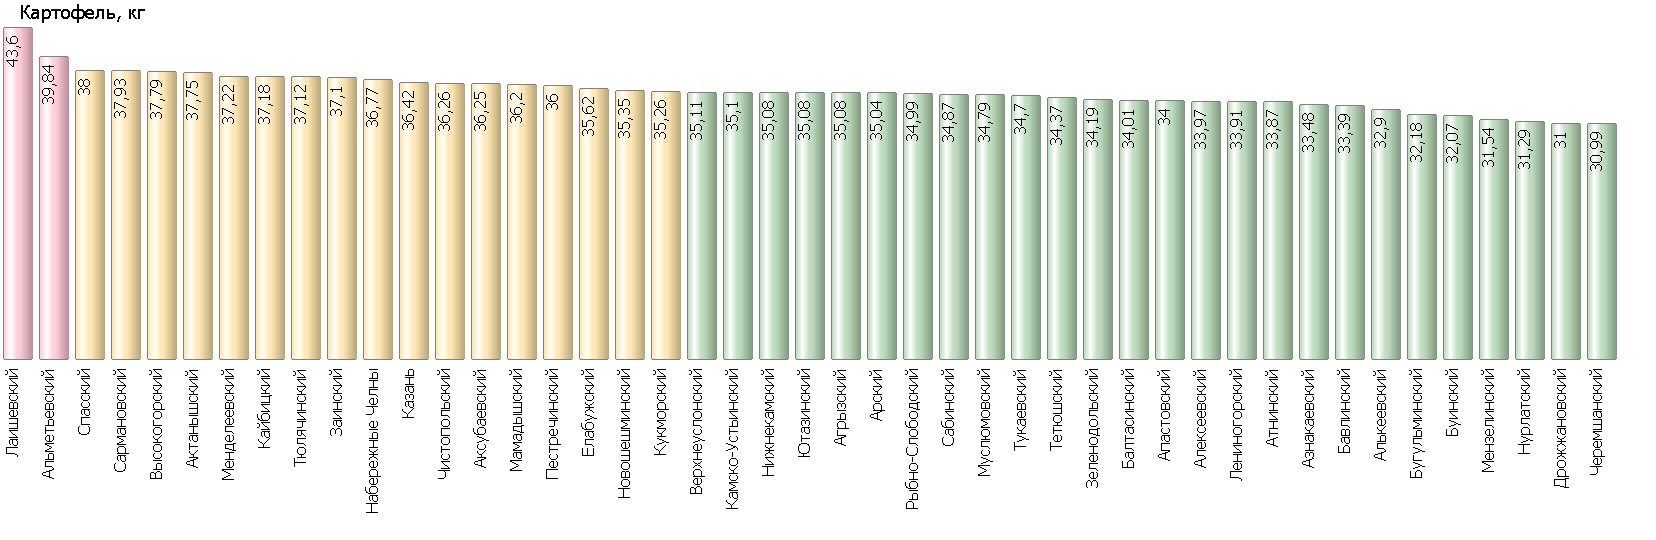 Картофель, кг
43,6
39,84
38
37,93
37,79
37,75
37,22
37,18
37,12
37,1
36,77
36,42
36,26
36,25
36,2
36
35,62
35,35
35,26
35,11
35,1
35,08
35,08
35,08
35,04
34,99
34,87
34,79
34,7
34,37
34,19
34,01
34
33,97
33,91
33,87
33,48
33,39
32,9
32,18
32,07
31,54
31,29
31
30,99
Лаишевский
Альметьевский
Спасский
Сармановский
Высокогорский
Актанышский
Менделеевский
Кайбицкий
Тюлячинский
Заинский
Набережные Челны
Казань
Чистопольский
Аксубаевский
Мамадышский
Пестречинский
Елабужский
Новошешминский
Кукморский
Верхнеуслонский
Камско-Устьинский
Нижнекамский
Ютазинский
Агрызский
Арский
Рыбно-Слободский
Сабинский
Муслюмовский
Тукаевский
Тетюшский
Зеленодольский
Балтасинский
Апастовский
Алексеевский
Лениногорский
Атнинский
Азнакаевский
Бавлинский
Алькеевский
Бугульминский
Буинский
Мензелинский
Нурлатский
Дрожжановский
Черемшанский